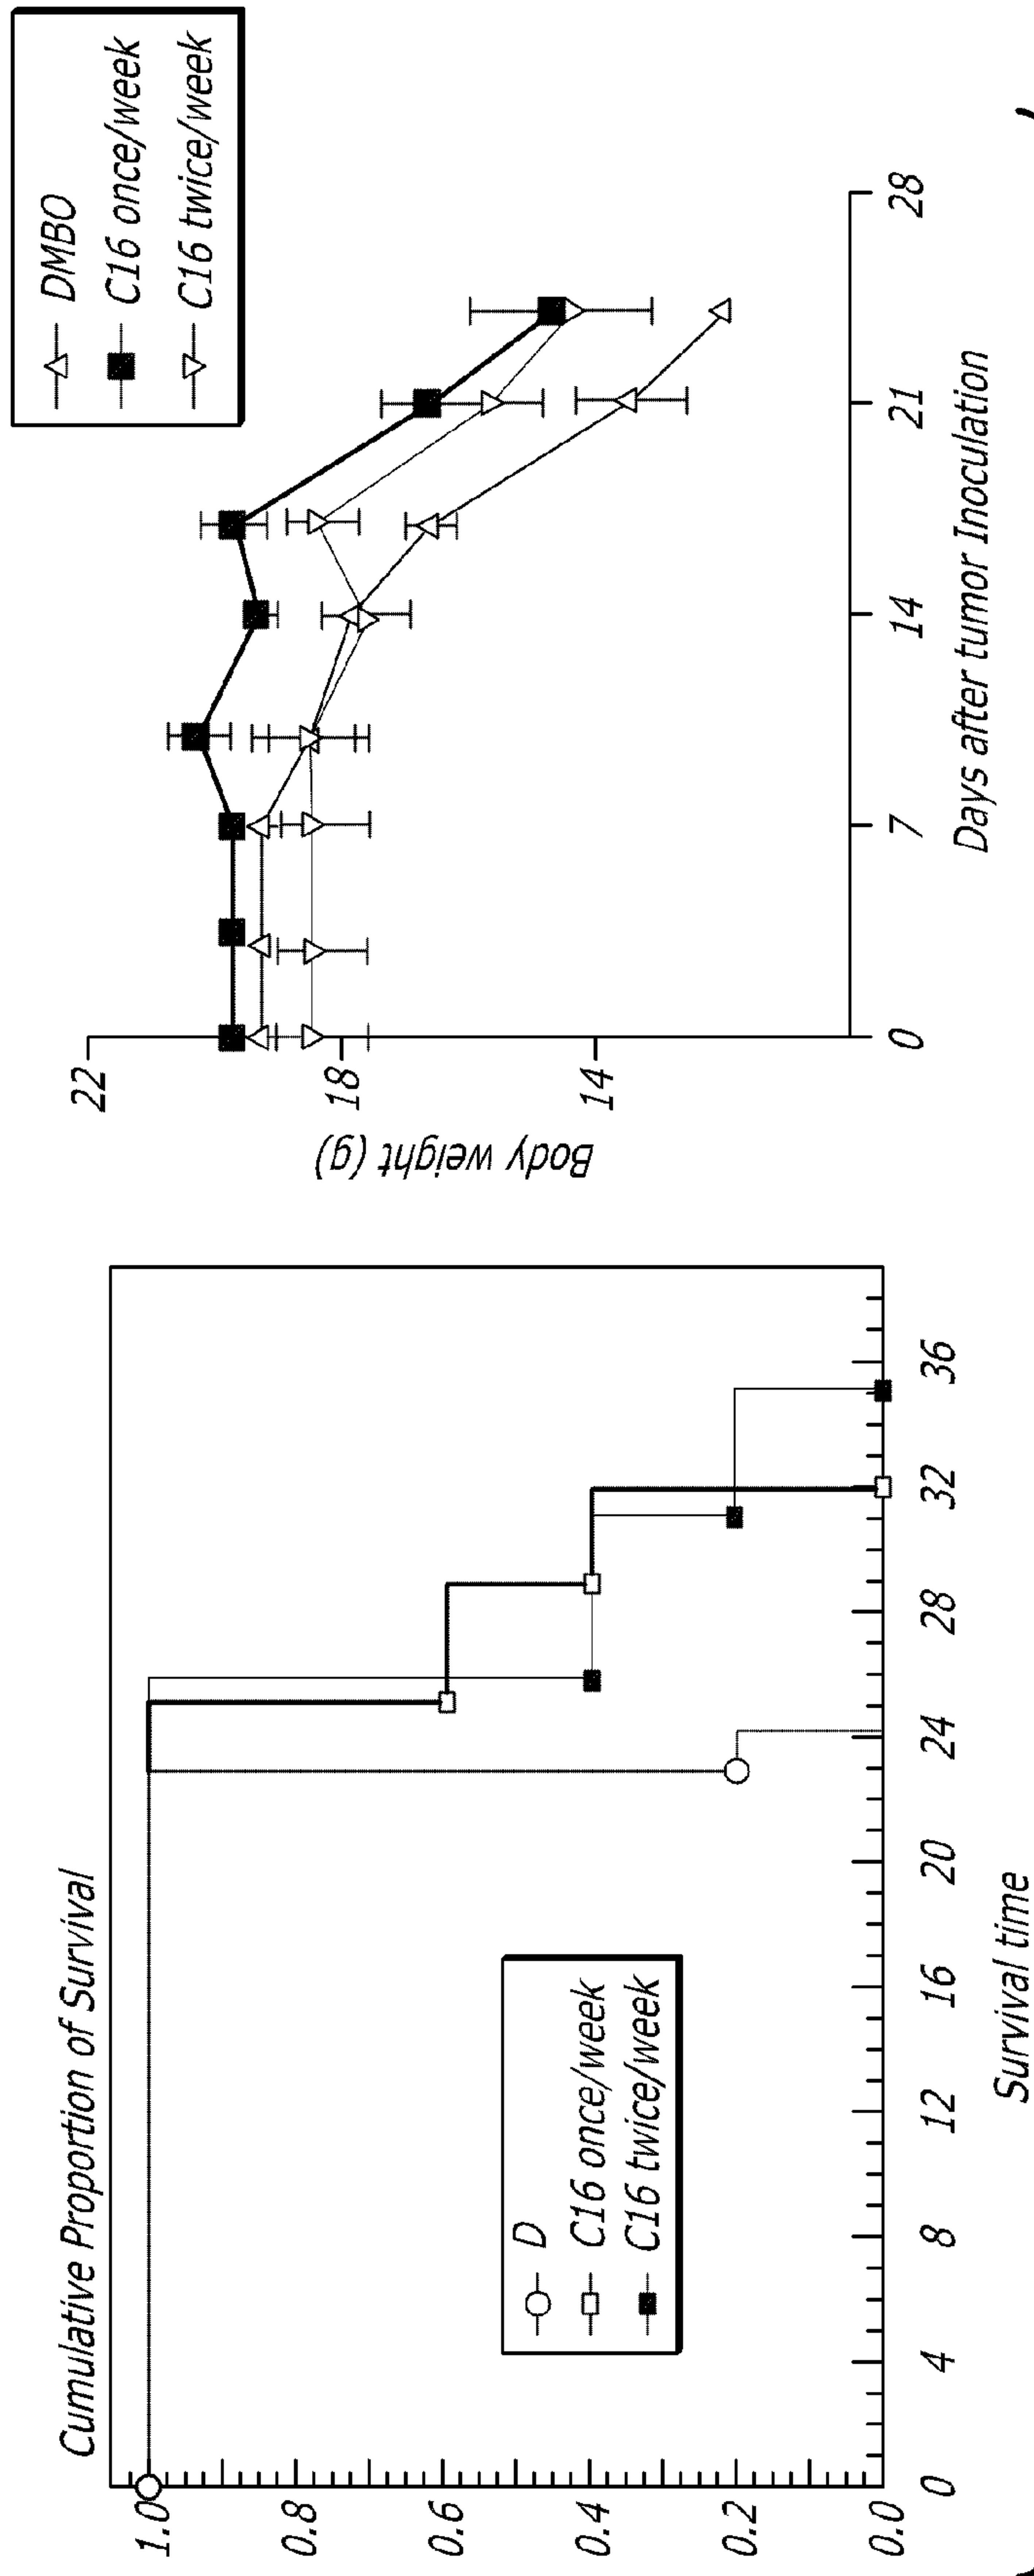 Cumulative Proportion of Survival
1.0
0.8
0.6
0.4
0.2
0.0
D
C16 once/week
C16 twice/week
0 4 8 12 16 20 24 28 32 36
Survival time
DMBO
C16 once/week
C16 twice/week
22
18
14
Body weight (g)
0 7 14 21 28
Days after tumor Inoculation